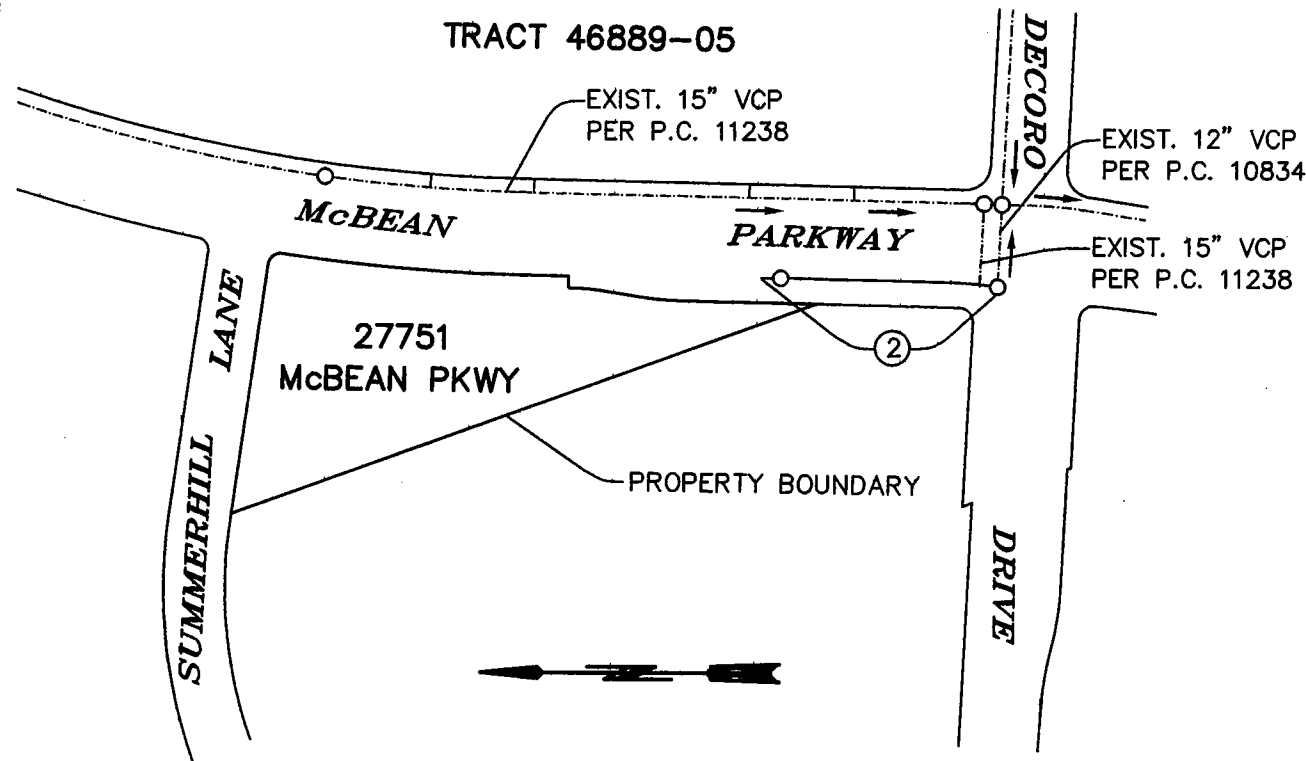 TRACT 46889-05
DECORO
EXIST. 15" VCP
PER P.C. 11238
EXIST. 12" VCP
PER P.C. 10834
McBEAN
PARKWAY
EXIST. 15" VCP
PER P.C. 11238
SUMMERHILL LANE
27751
McBEAN PKWY
2
PROPERTY BOUNDARY
DRIVE